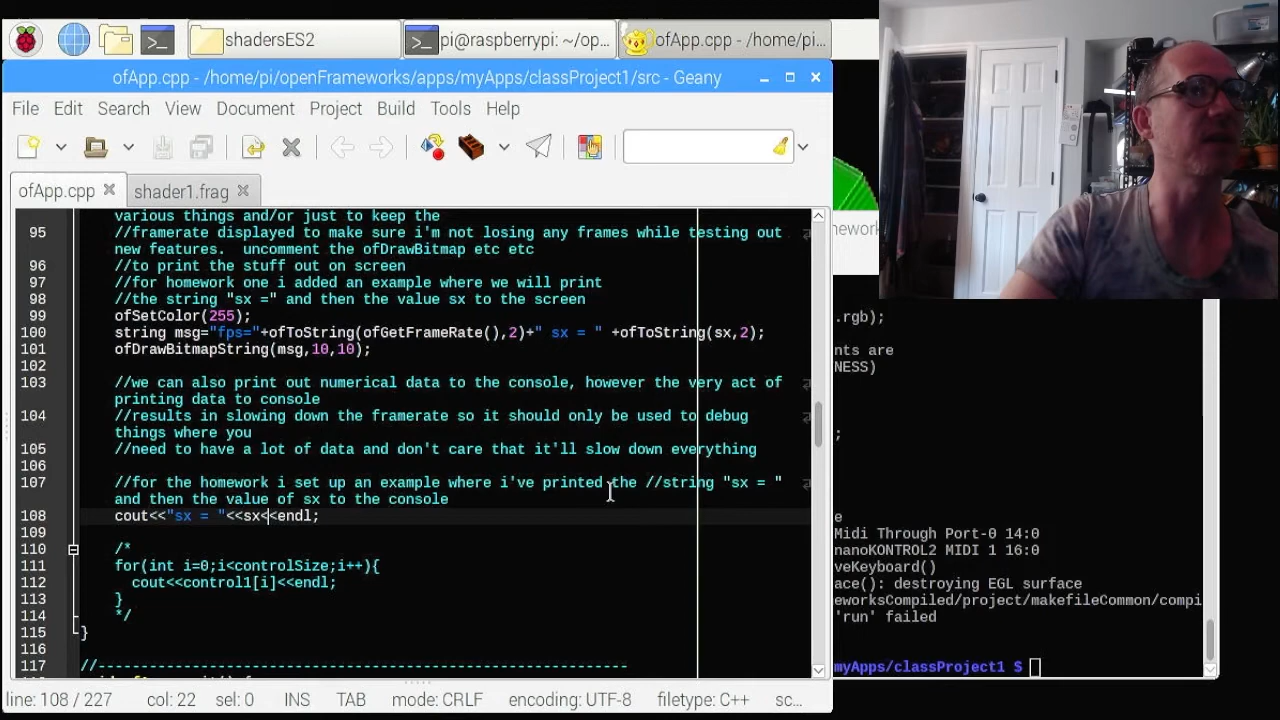 shadersES2
pi@raspberrypi: ~/op...
ofApp.cpp - /home/pi...
ofApp.cpp - /home/pi/openFrameworks/apps/myApps/classProject1/src - Geany
File Edit Search View Document Project Build Tools Help
ofApp.cpp
shader1.frag
various things and/or just to keep the
95 //framerate displayed to make sure i'm not losing any frames while testing out
new features.  uncomment the ofDrawBitmap etc etc
96 //to print the stuff out on screen
97 //for homework one i added an example where we will print
98 //the string "sx =" and then the value sx to the screen
99 ofSetColor(255);
100 string msg="fps="+ofToString(ofGetFrameRate(),2)+" sx = " +ofToString(sx,2);
101 ofDrawBitmapString(msg,10,10);
102
103 //we can also print out numerical data to the console, however the very act of
printing data to console
104 //results in slowing down the framerate so it should only be used to debug
things where you
105 //need to have a lot of data and don't care that it'll slow down everything
106
107 //for the homework i set up an example where i've printed the //string "sx = "
and then the value of sx to the console
108 cout<<"sx = "<<sx<<endl;
109
110 /*
111 for(int i=0;i<controlSize;i++){
112 cout<<control1[i]<<endl;
113 }
114 */
115 }
116
117 //--------------------------------------------------------------
line: 108 / 227 col: 22 sel: 0 INS TAB mode: CRLF encoding: UTF-8 filetype: C++ sc...
ework
.rgb);
nts are
NESS)
;
e
Midi Through Port-0 14:0
nanoKONTROL2 MIDI 1 16:0
veKeyboard()
ace(): destroying EGL surface
eworksCompiled/project/makefileCommon/compi
'run' failed
myApps/classProject1 $